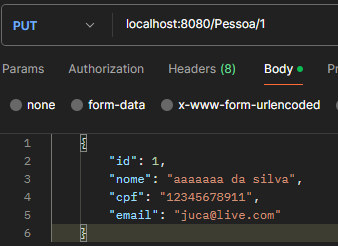 PUT localhost:8080/Pessoa/1
Params Authorization Headers (8) Body
none form-data x-www-form-urlencoded
1 {
2 "id": 1,
3 "nome": "aaaaaaa da silva",
4 "cpf": "12345678911",
5 "email": "juca@live.com"
6 }